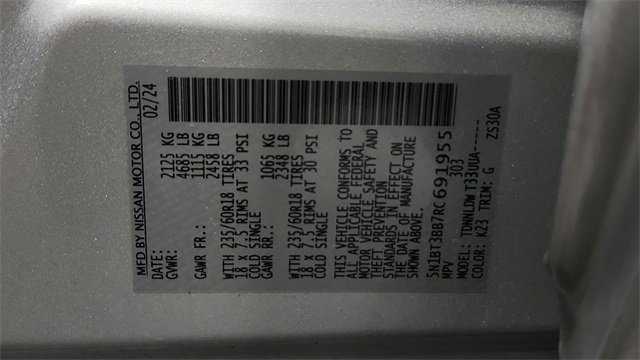 MFD BY NISSAN MOTOR CO., LTD.
DATE: 02/24
GVWR: 2125 KG
4685 LB
GAWR FR.: 1115 KG
2458 LB
WITH 235/60R18 TIRES
18 X 7.5 RIMS AT 33 PSI
COLD SINGLE
GAWR RR.: 1065 KG
2348 LB
WITH 235/60R18 TIRES
18 X 7.5 RIMS AT 30 PSI
COLD SINGLE
THIS VEHICLE CONFORMS TO
ALL APPLICABLE FEDERAL
MOTOR VEHICLE SAFETY AND
THEFT PREVENTION
STANDARDS IN EFFECT ON
THE DATE OF MANUFACTURE
SHOWN ABOVE.
5N1BT3BB7RC691955
MPV 303
MODEL: TDNNLDW T33UUA------
COLOR: K23 TRIM: G
ZS30A